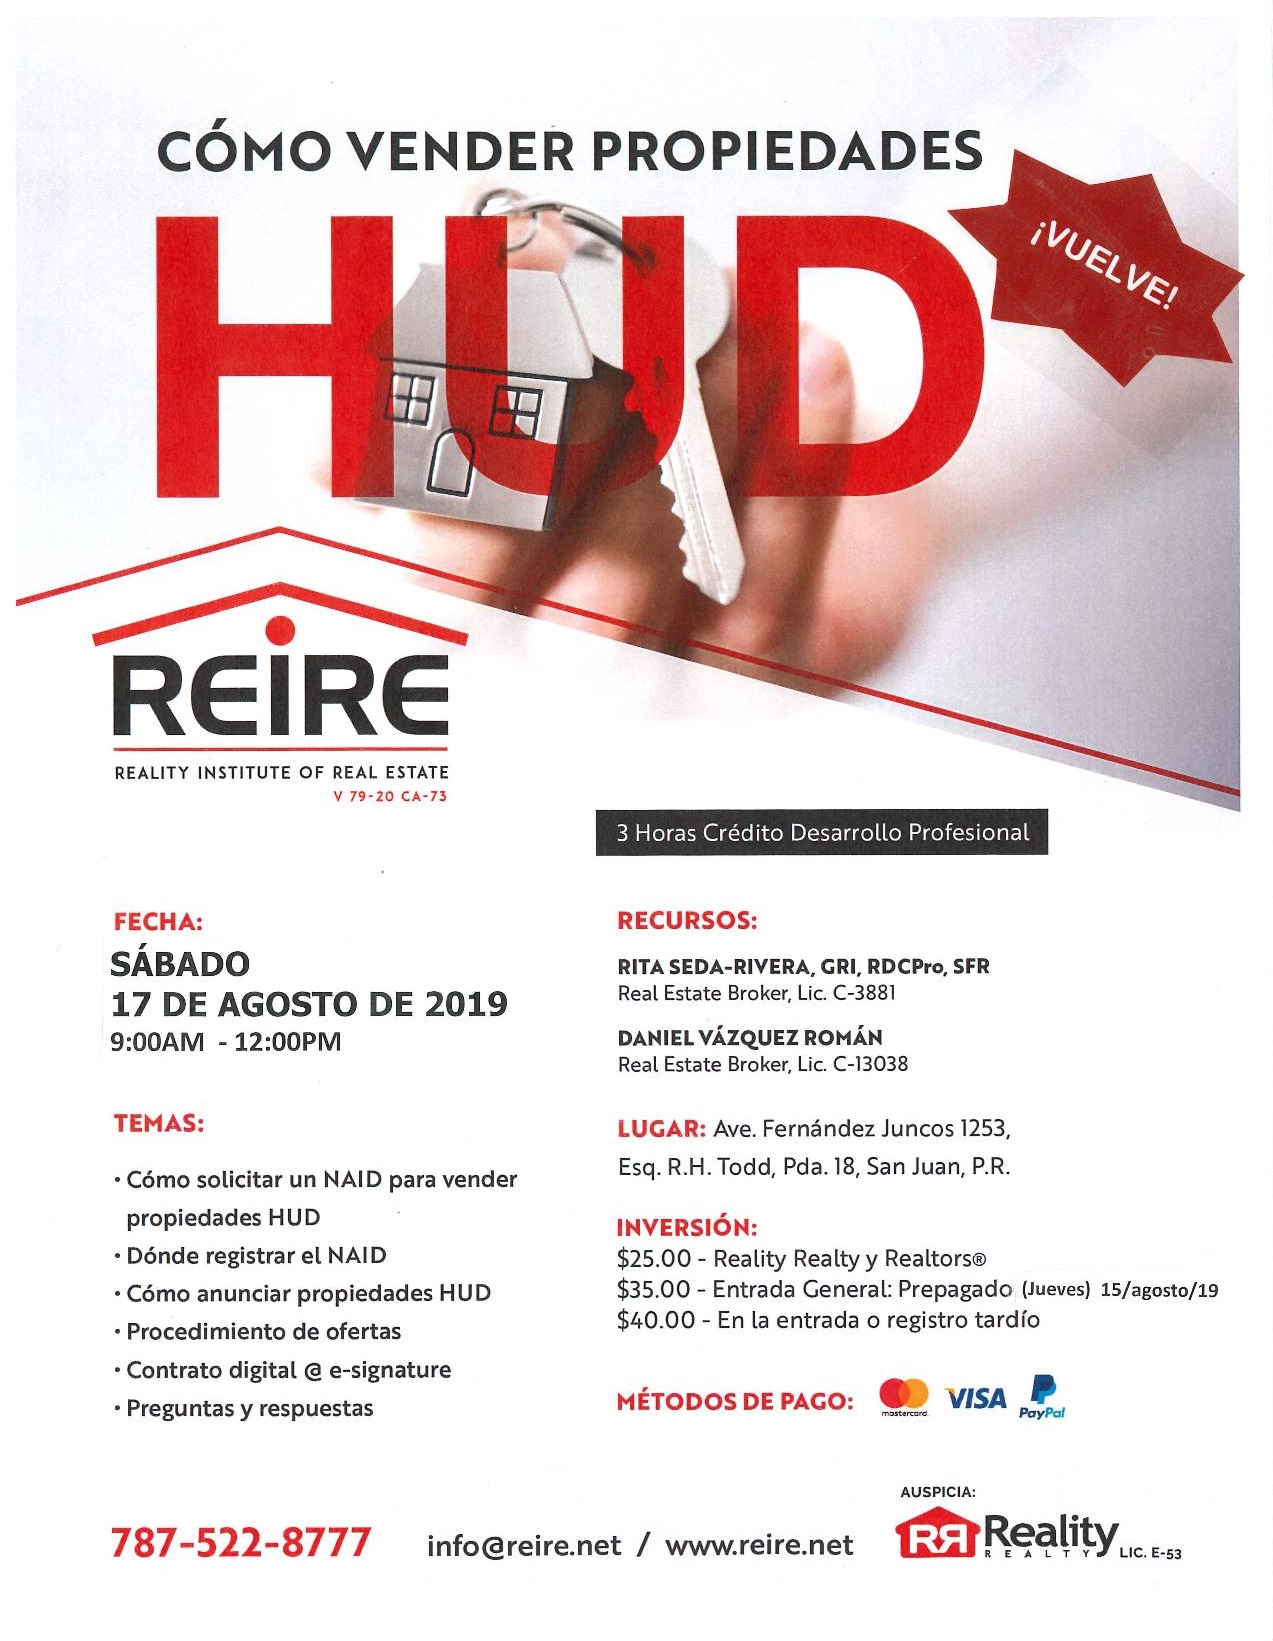 CÓMO VENDER PROPIEDADES
HUD
¡VUELVE!
REIRE
REALITY INSTITUTE OF REAL ESTATE
V 79-20 CA-73
3 Horas Crédito Desarrollo Profesional
FECHA:
SÁBADO
17 DE AGOSTO DE 2019
9:00AM - 12:00PM
TEMAS:
· Cómo solicitar un NAID para vender
propiedades HUD
· Dónde registrar el NAID
· Cómo anunciar propiedades HUD
· Procedimiento de ofertas
· Contrato digital @ e-signature
· Preguntas y respuestas
RECURSOS:
RITA SEDA-RIVERA, GRI, RDCPro, SFR
Real Estate Broker, Lic. C-3881
DANIEL VÁZQUEZ ROMÁN
Real Estate Broker, Lic. C-13038
LUGAR: Ave. Fernández Juncos 1253,
Esq. R.H. Todd, Pda. 18, San Juan, P.R.
INVERSIÓN:
$25.00 - Reality Realty y Realtors®
$35.00 - Entrada General: Prepagado (Jueves) 15/agosto/19
$40.00 - En la entrada o registro tardío
MÉTODOS DE PAGO: mastercard VISA PayPal
787-522-8777 info@reire.net / www.reire.net
AUSPICIA:
RR Reality
REALTY LIC. E-53